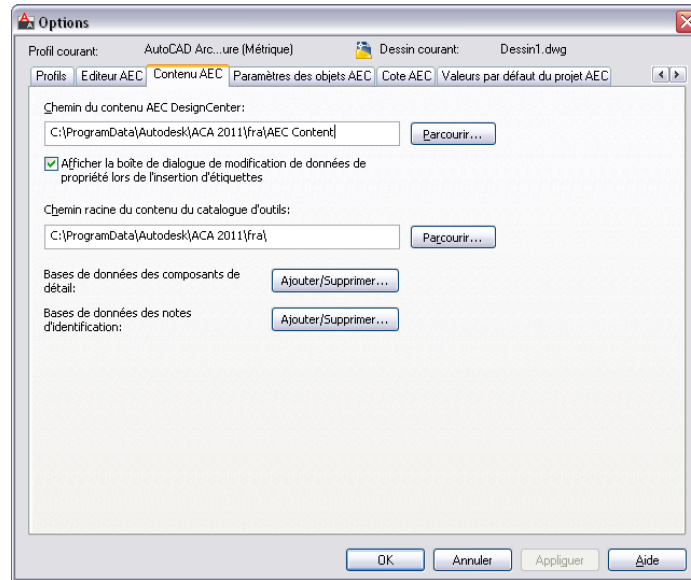 Options
Profil courant: AutoCAD Arc...ure (Métrique) Dessin courant: Dessin1.dwg
Profils Editeur AEC Contenu AEC Paramètres des objets AEC Cote AEC Valeurs par défaut du projet AEC
Chemin du contenu AEC DesignCenter:
C:\ProgramData\Autodesk\ACA 2011\fra\AEC Content Parcourir...
Afficher la boîte de dialogue de modification de données de
propriété lors de l'insertion d'étiquettes
Chemin racine du contenu du catalogue d'outils:
C:\ProgramData\Autodesk\ACA 2011\fra\ Parcourir...
Bases de données des composants de
détail: Ajouter/Supprimer...
Bases de données des notes
d'identification: Ajouter/Supprimer...
OK Annuler Appliquer Aide